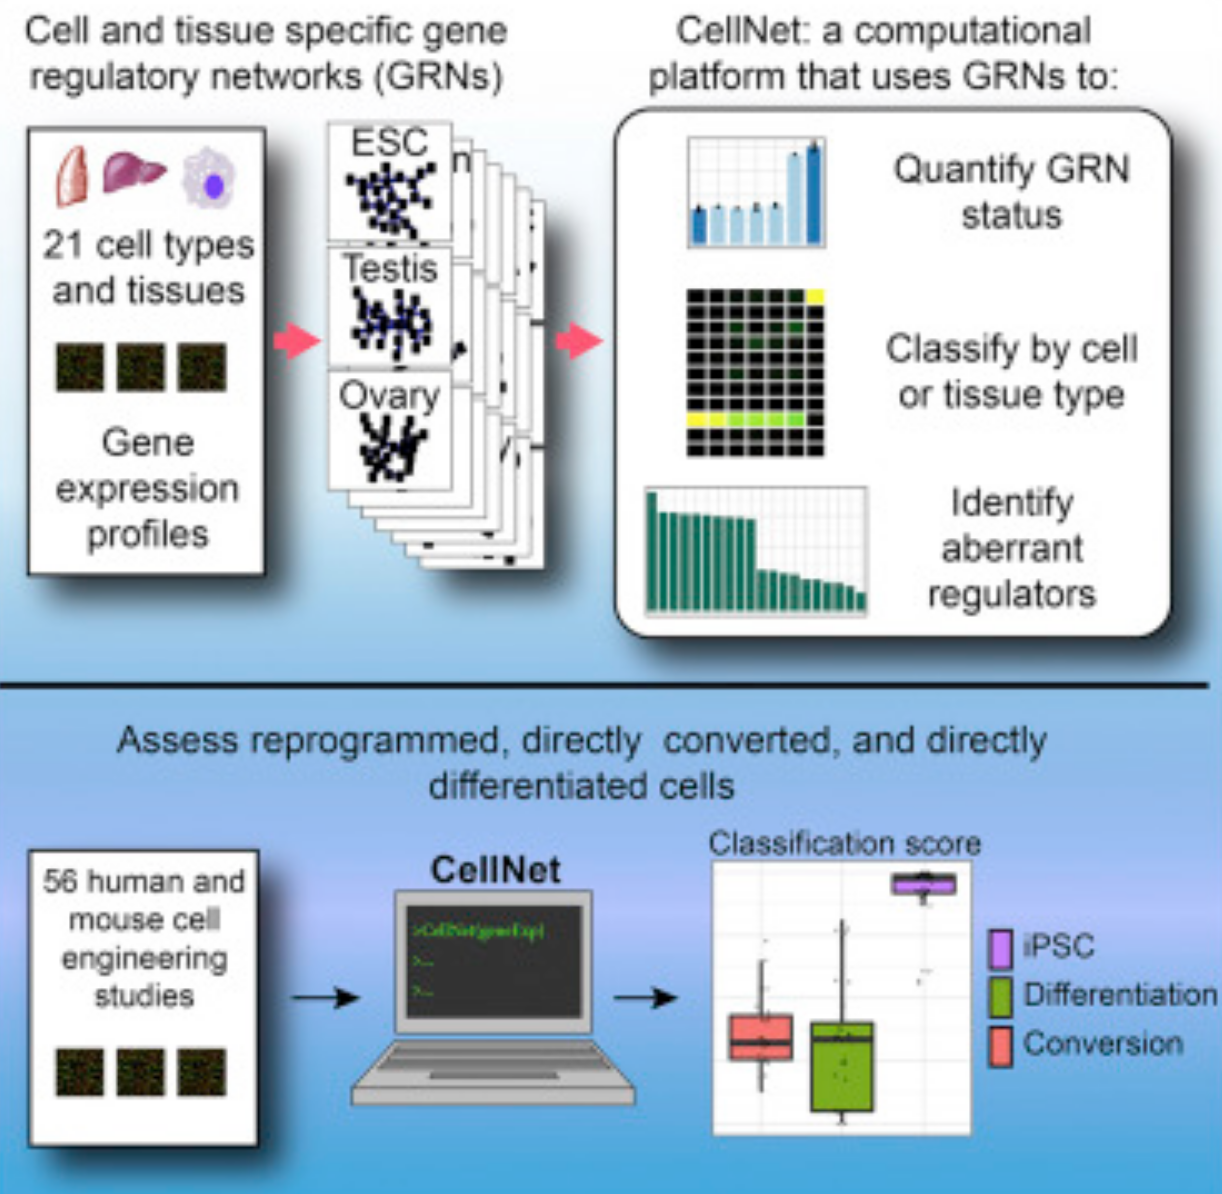 Cell and tissue specific gene
regulatory networks (GRNs)
21 cell types
and tissues
Gene
expression
profiles
ESC
n
Testis
Ovary
CellNet: a computational
platform that uses GRNs to:
Quantify GRN
status
Classify by cell
or tissue type
Identify
aberrant
regulators
Assess reprogrammed, directly converted, and directly
differentiated cells
56 human and
mouse cell
engineering
studies
CellNet
>CellNet(geneExp)
>...
>...
Classification score
iPSC
Differentiation
Conversion